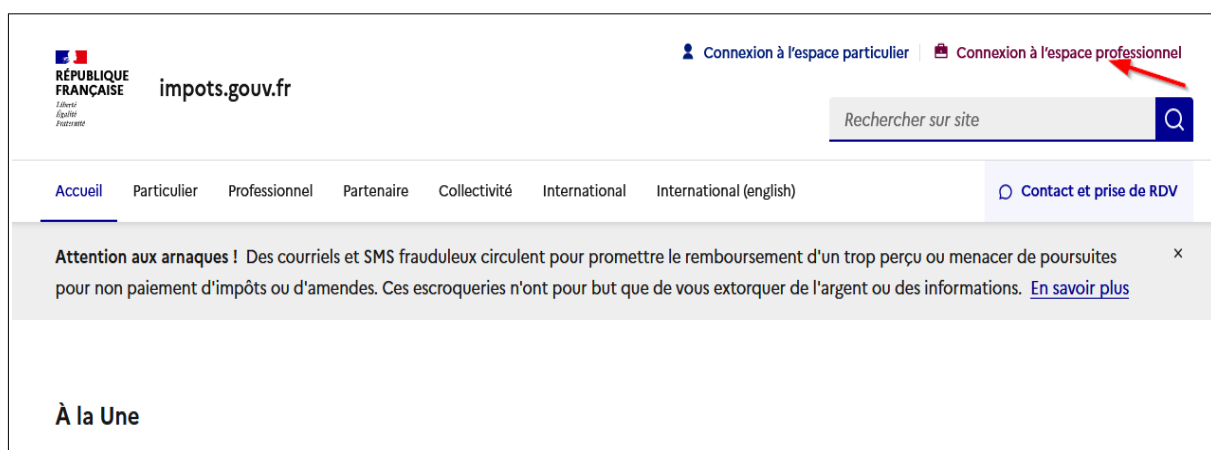 Connexion à l'espace particulier
Connexion à l'espace professionnel
RÉPUBLIQUE
FRANÇAISE
Liberté
Égalité
Fraternité
impots.gouv.fr
Rechercher sur site
Accueil Particulier Professionnel Partenaire Collectivité International International (english) Contact et prise de RDV
Attention aux arnaques ! Des courriels et SMS frauduleux circulent pour promettre le remboursement d'un trop perçu ou menacer de poursuites
pour non paiement d'impôts ou d'amendes. Ces escroqueries n'ont pour but que de vous extorquer de l'argent ou des informations. En savoir plus
À la Une